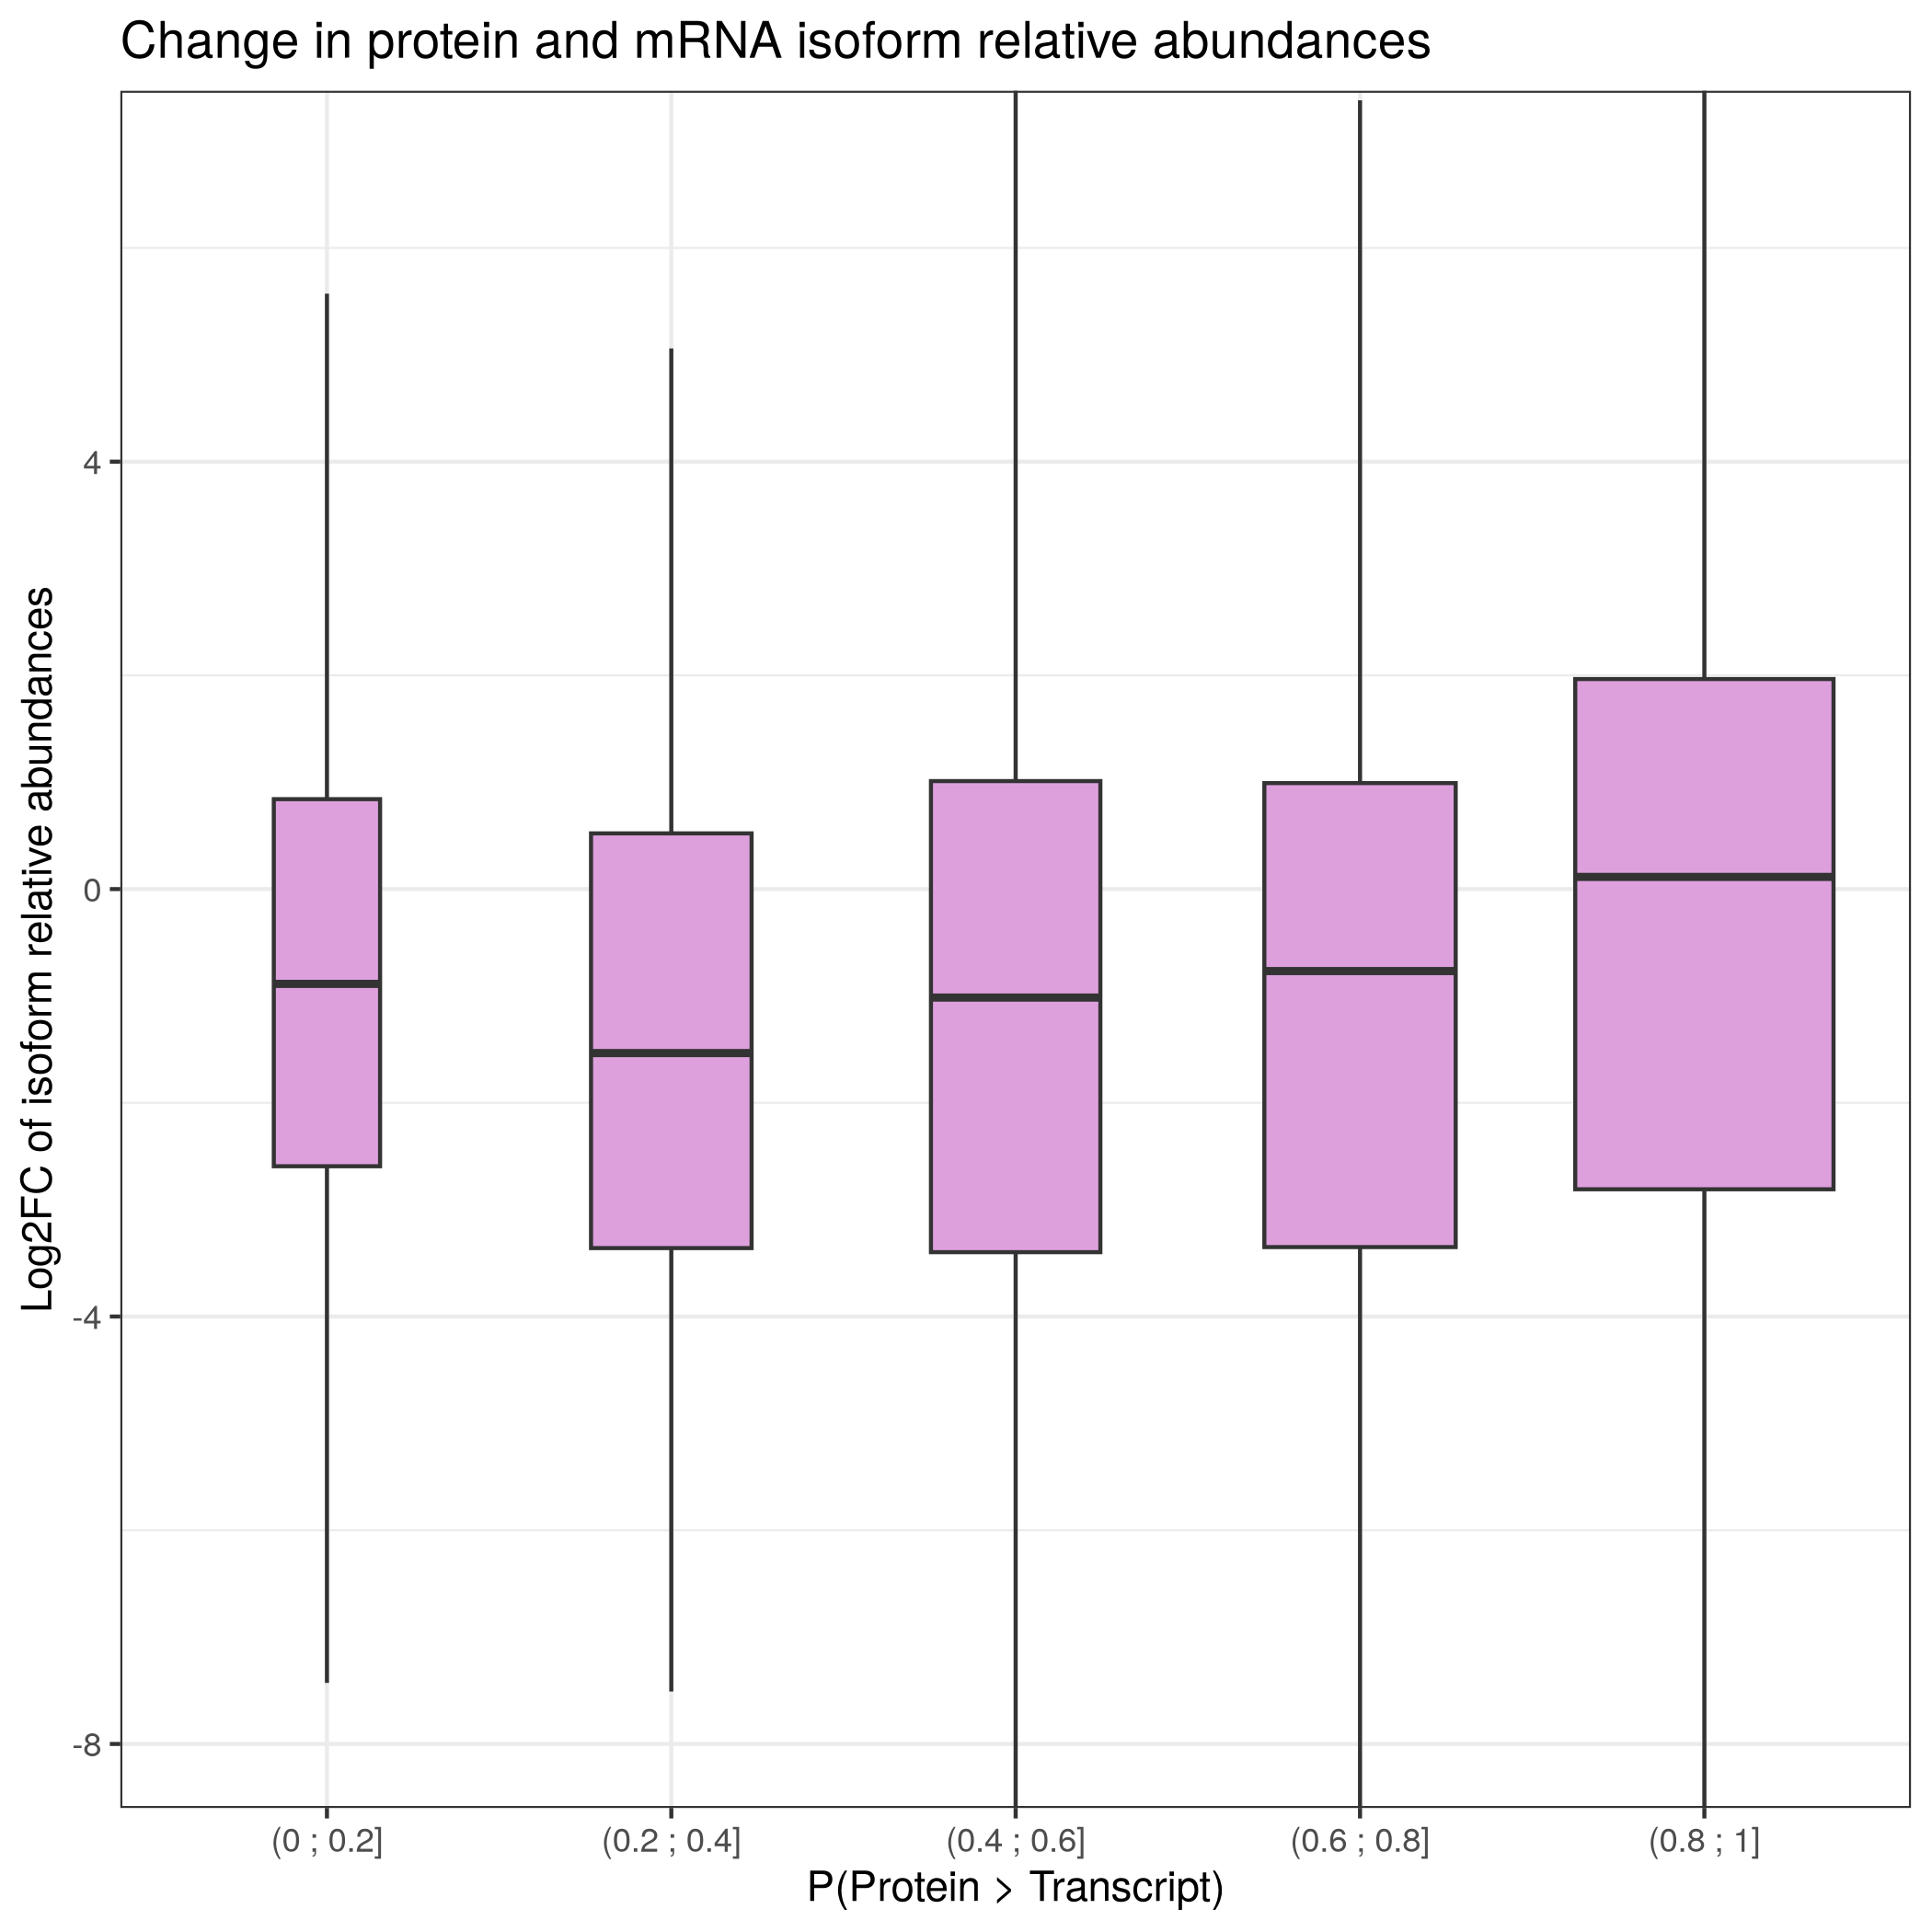 Change in protein and mRNA isoform relative abundances
Log2FC of isoform relative abundances
4
0
-4
-8
(0 ; 0.2]
(0.2 ; 0.4]
(0.4 ; 0.6]
(0.6 ; 0.8]
(0.8 ; 1]
P(Protein > Transcript)